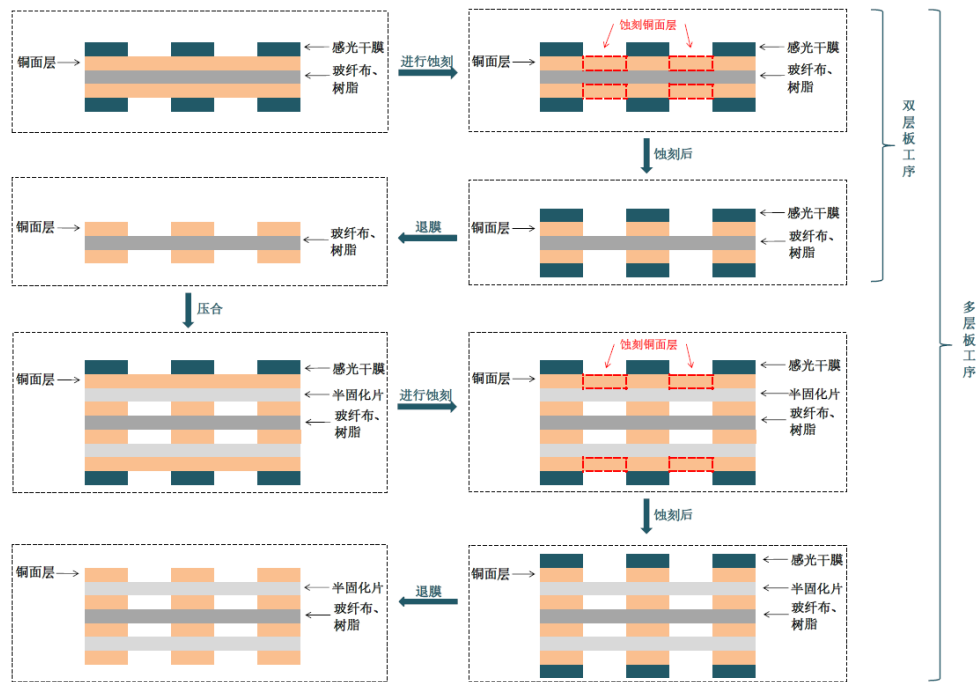 感光干膜
铜面层
玻纤布、
树脂
进行蚀刻
蚀刻铜面层
感光干膜
铜面层
玻纤布、
树脂
蚀刻后
双层板工序
铜面层
玻纤布、
树脂
退膜
感光干膜
铜面层
玻纤布、
树脂
压合
多层板工序
感光干膜
铜面层
半固化片
玻纤布、
树脂
进行蚀刻
蚀刻铜面层
感光干膜
铜面层
半固化片
玻纤布、
树脂
蚀刻后
铜面层
半固化片
玻纤布、
树脂
退膜
感光干膜
铜面层
半固化片
玻纤布、
树脂